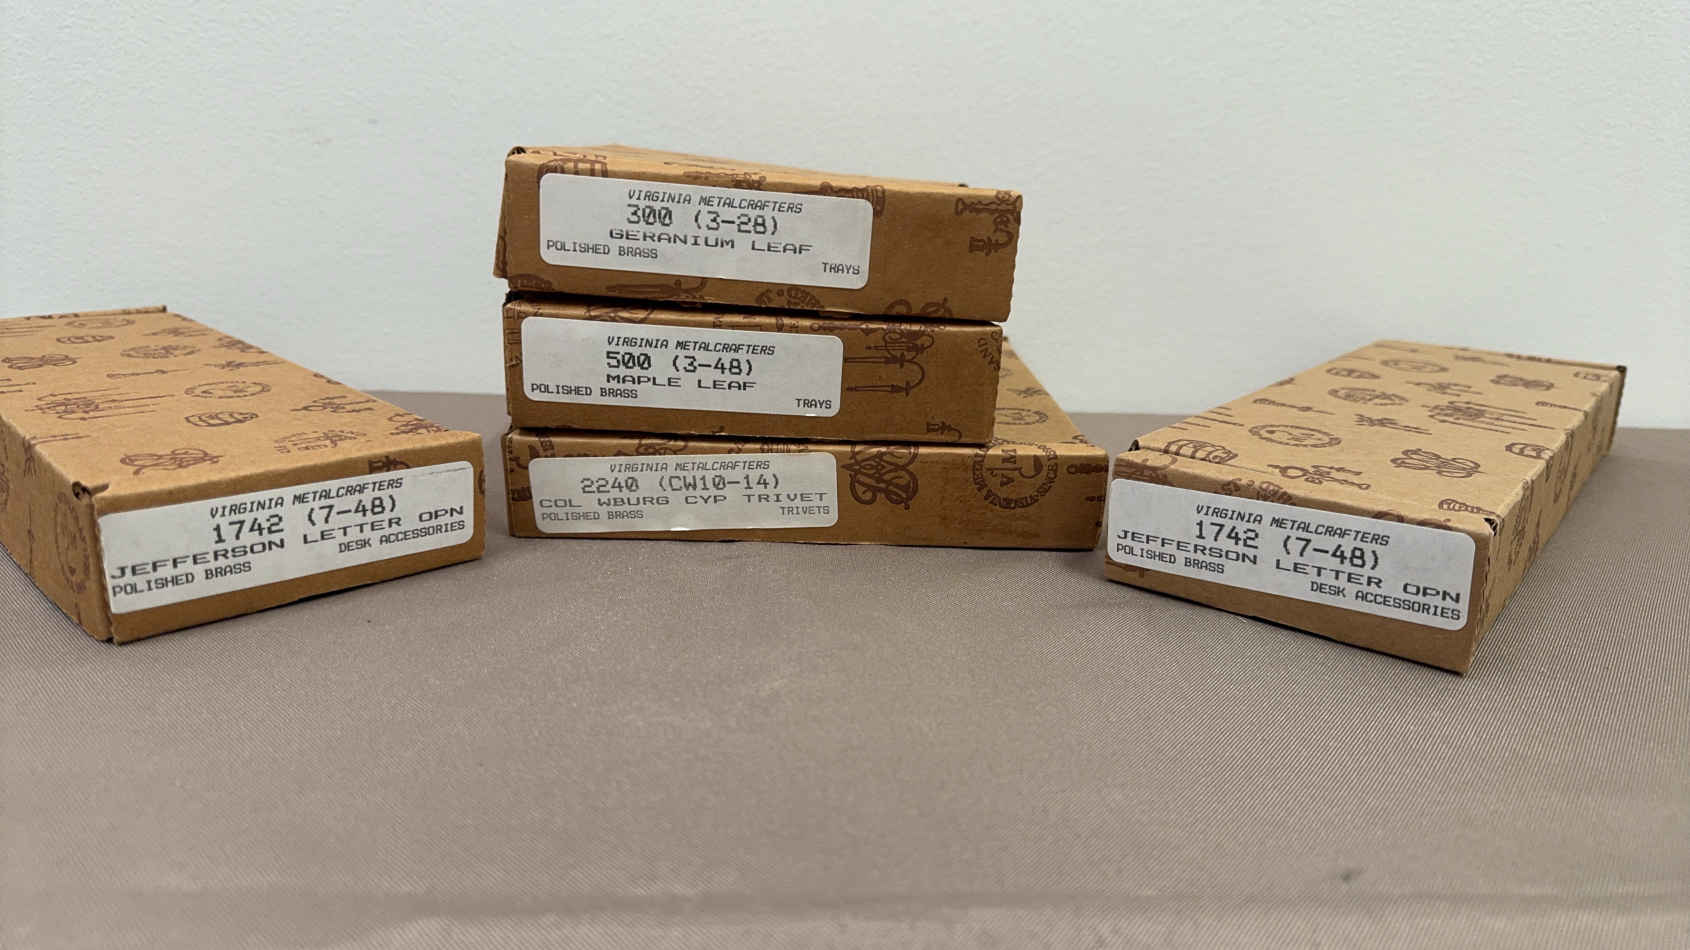 VIRGINIA METALCRAFTERS
300 (3-28)
GERANIUM LEAF
POLISHED BRASS
TRAYS
VIRGINIA METALCRAFTERS
500 (3-48)
MAPLE LEAF
POLISHED BRASS
TRAYS
VIRGINIA METALCRAFTERS
2240 (CW10-14)
COL WBURG CYP TRIVET
POLISHED BRASS
TRIVETS
VIRGINIA METALCRAFTERS
1742 (7-48)
JEFFERSON LETTER OPN
POLISHED BRASS
DESK ACCESSORIES
VIRGINIA METALCRAFTERS
1742 (7-48)
JEFFERSON LETTER OPN
POLISHED BRASS
DESK ACCESSORIES